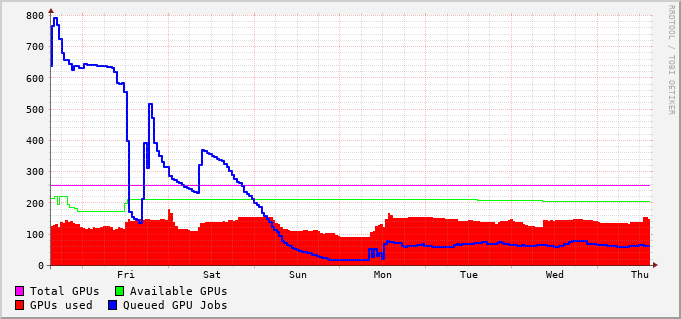 RRDTOOL / TOBI OETIKER
800
700
600
500
400
300
200
100
0
Fri Sat Sun Mon Tue Wed Thu
Total GPUs Available GPUs
GPUs used Queued GPU Jobs